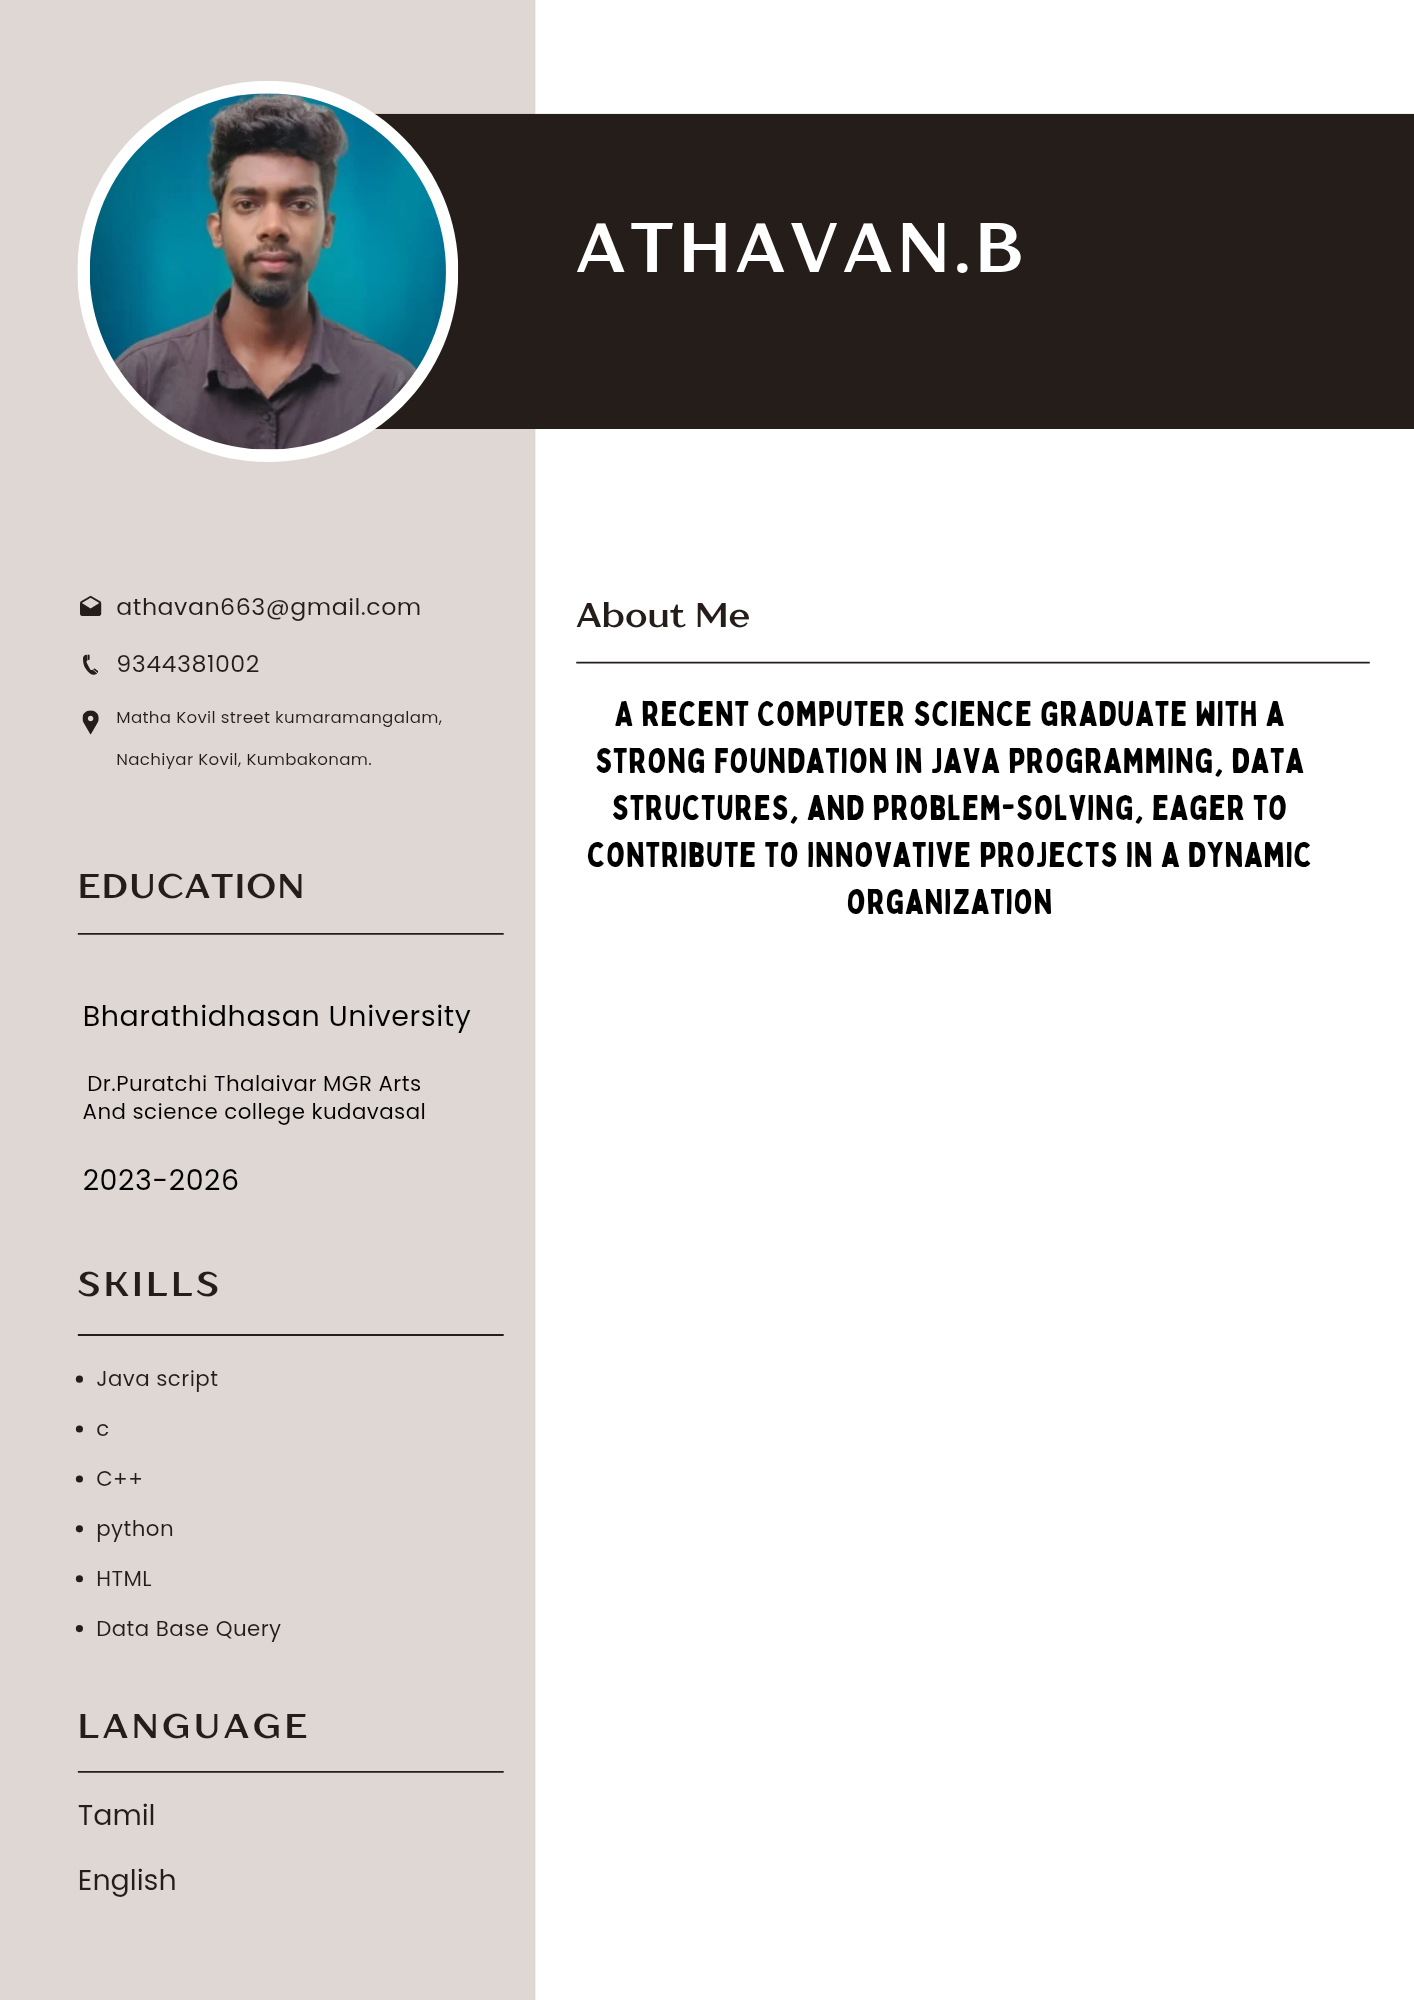 ATHAVAN.B
athavan663@gmail.com
9344381002
Matha Kovil street kumaramangalam,
Nachiyar Kovil, Kumbakonam.
EDUCATION
Bharathidhasan University
Dr.Puratchi Thalaivar MGR Arts
And science college kudavasal
2023-2026
SKILLS
• Java script
• c
• C++
• python
• HTML
• Data Base Query
LANGUAGE
Tamil
English
About Me
A RECENT COMPUTER SCIENCE GRADUATE WITH A
STRONG FOUNDATION IN JAVA PROGRAMMING, DATA
STRUCTURES, AND PROBLEM-SOLVING, EAGER TO
CONTRIBUTE TO INNOVATIVE PROJECTS IN A DYNAMIC
ORGANIZATION